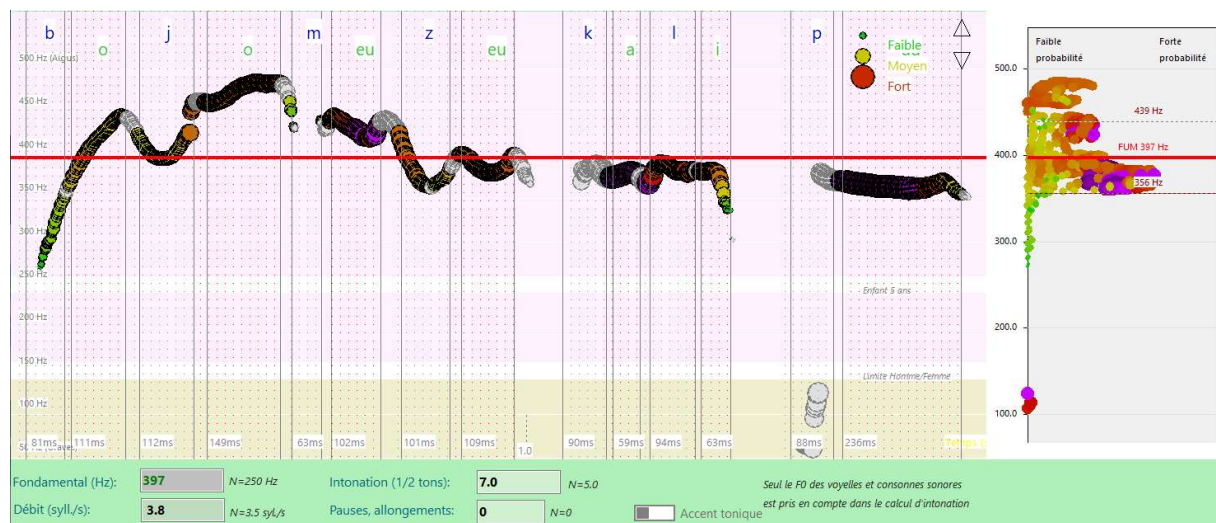 b o j o m eu z eu k a l i p
Faible
Moyen
Fort
500 Hz (Aigus)
450 Hz
400 Hz
350 Hz
300 Hz
250 Hz
200 Hz
150 Hz
100 Hz
Enfant 5 ans
Limite Homme/Femme
81ms 111ms 112ms 149ms 63ms 102ms 101ms 109ms 1.0 90ms 59ms 94ms 63ms 88ms 236ms
Faible probabilité
Forte probabilité
500.0
439 Hz
400.0
FUM 397 Hz
356 Hz
300.0
200.0
100.0
Fondamental (Hz): 397 N=250 Hz
Intonation (1/2 tons): 7.0 N=5.0
Débit (syll./s): 3.8 N=3.5 syl./s
Pauses, allongements: 0 N=0
Accent tonique
Seul le F0 des voyelles et consonnes sonores
est pris en compte dans le calcul d'intonation